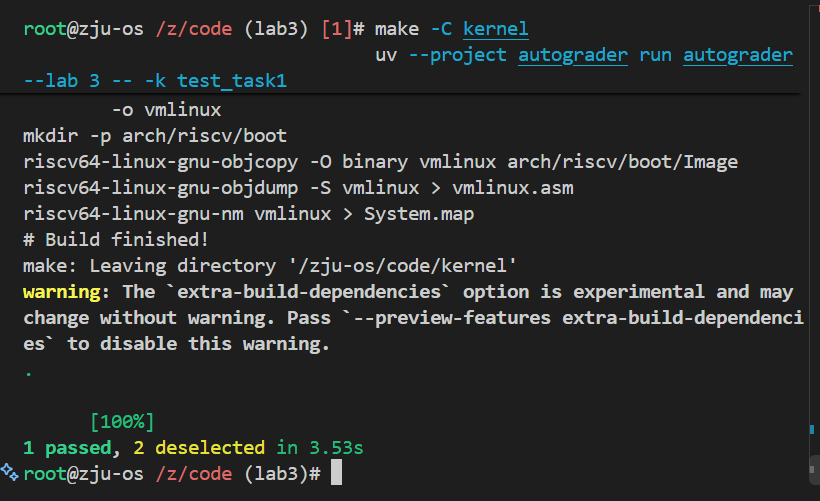 root@zju-os /z/code (lab3) [1]# make -C kernel
uv --project autograder run autograder
--lab 3 -- -k test_task1
-o vmlinux
mkdir -p arch/riscv/boot
riscv64-linux-gnu-objcopy -O binary vmlinux arch/riscv/boot/Image
riscv64-linux-gnu-objdump -S vmlinux > vmlinux.asm
riscv64-linux-gnu-nm vmlinux > System.map
# Build finished!
make: Leaving directory '/zju-os/code/kernel'
warning: The `extra-build-dependencies` option is experimental and may
change without warning. Pass `--preview-features extra-build-dependenci
es` to disable this warning.
.
[100%]
1 passed, 2 deselected in 3.53s
root@zju-os /z/code (lab3)#